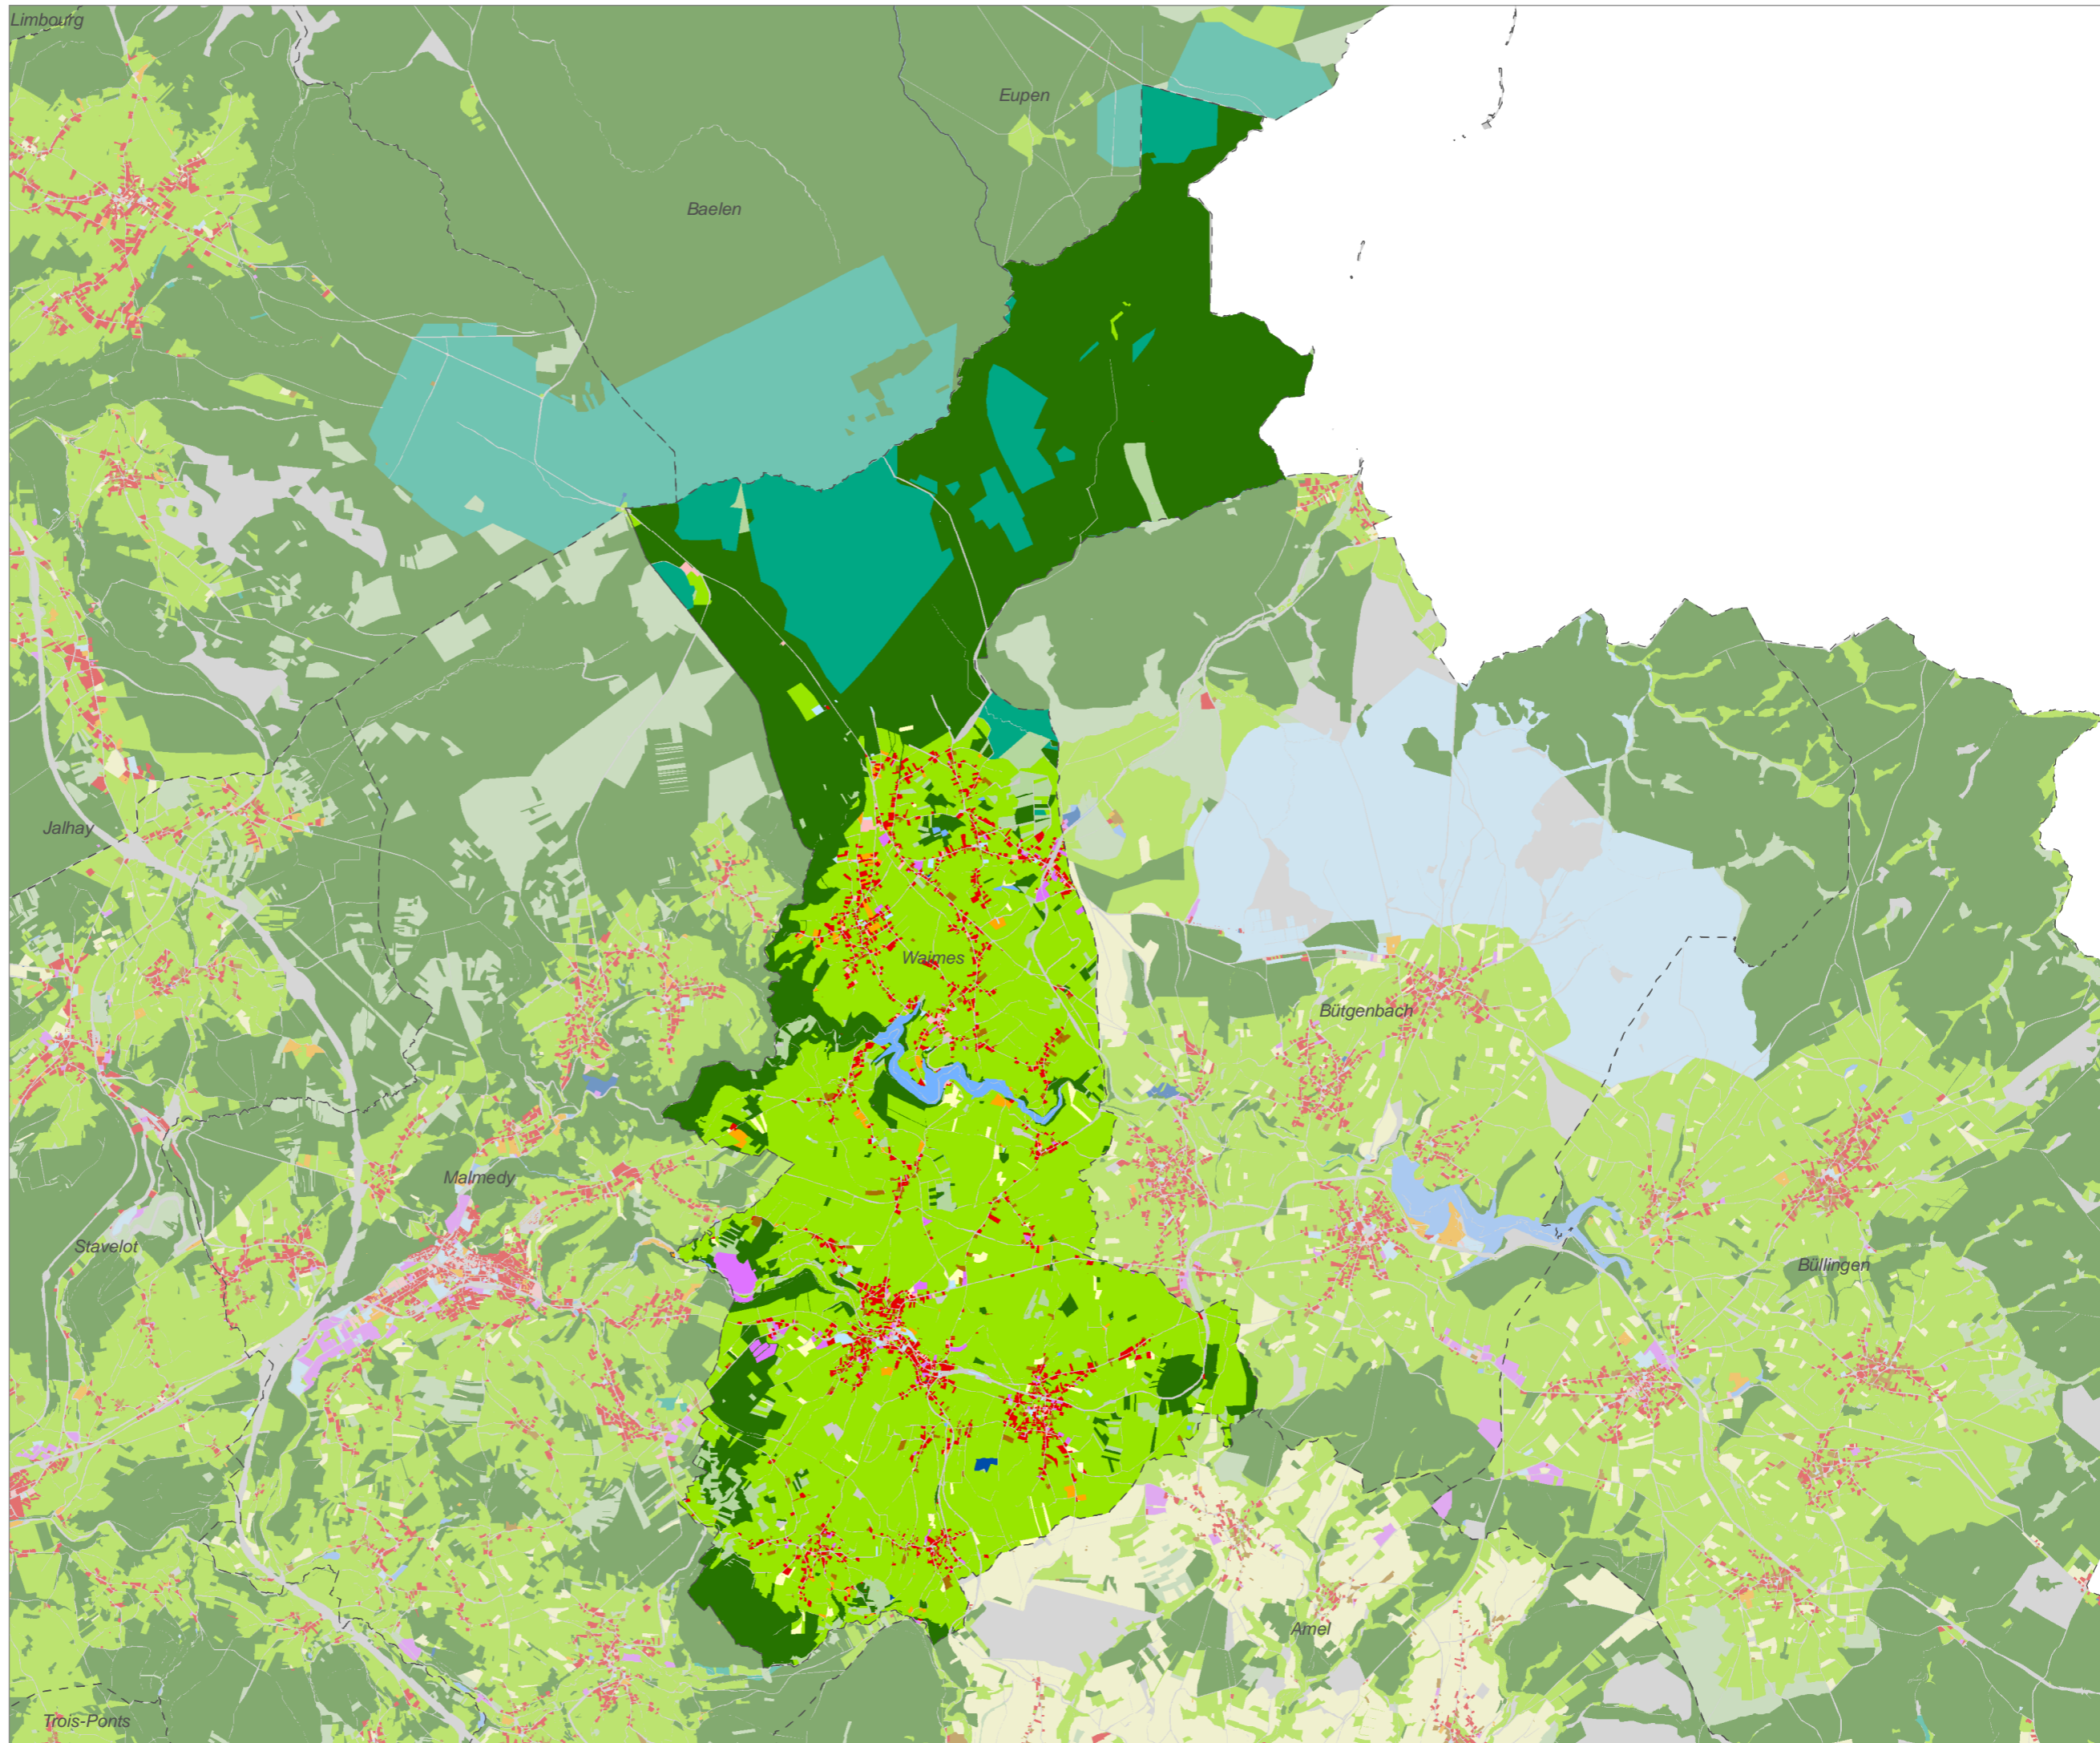 Limbourg
Eupen
Baelen
Jalhay
Waimes
Bütgenbach
Malmedy
Stavelot
Büllingen
Amel
Trois-Ponts